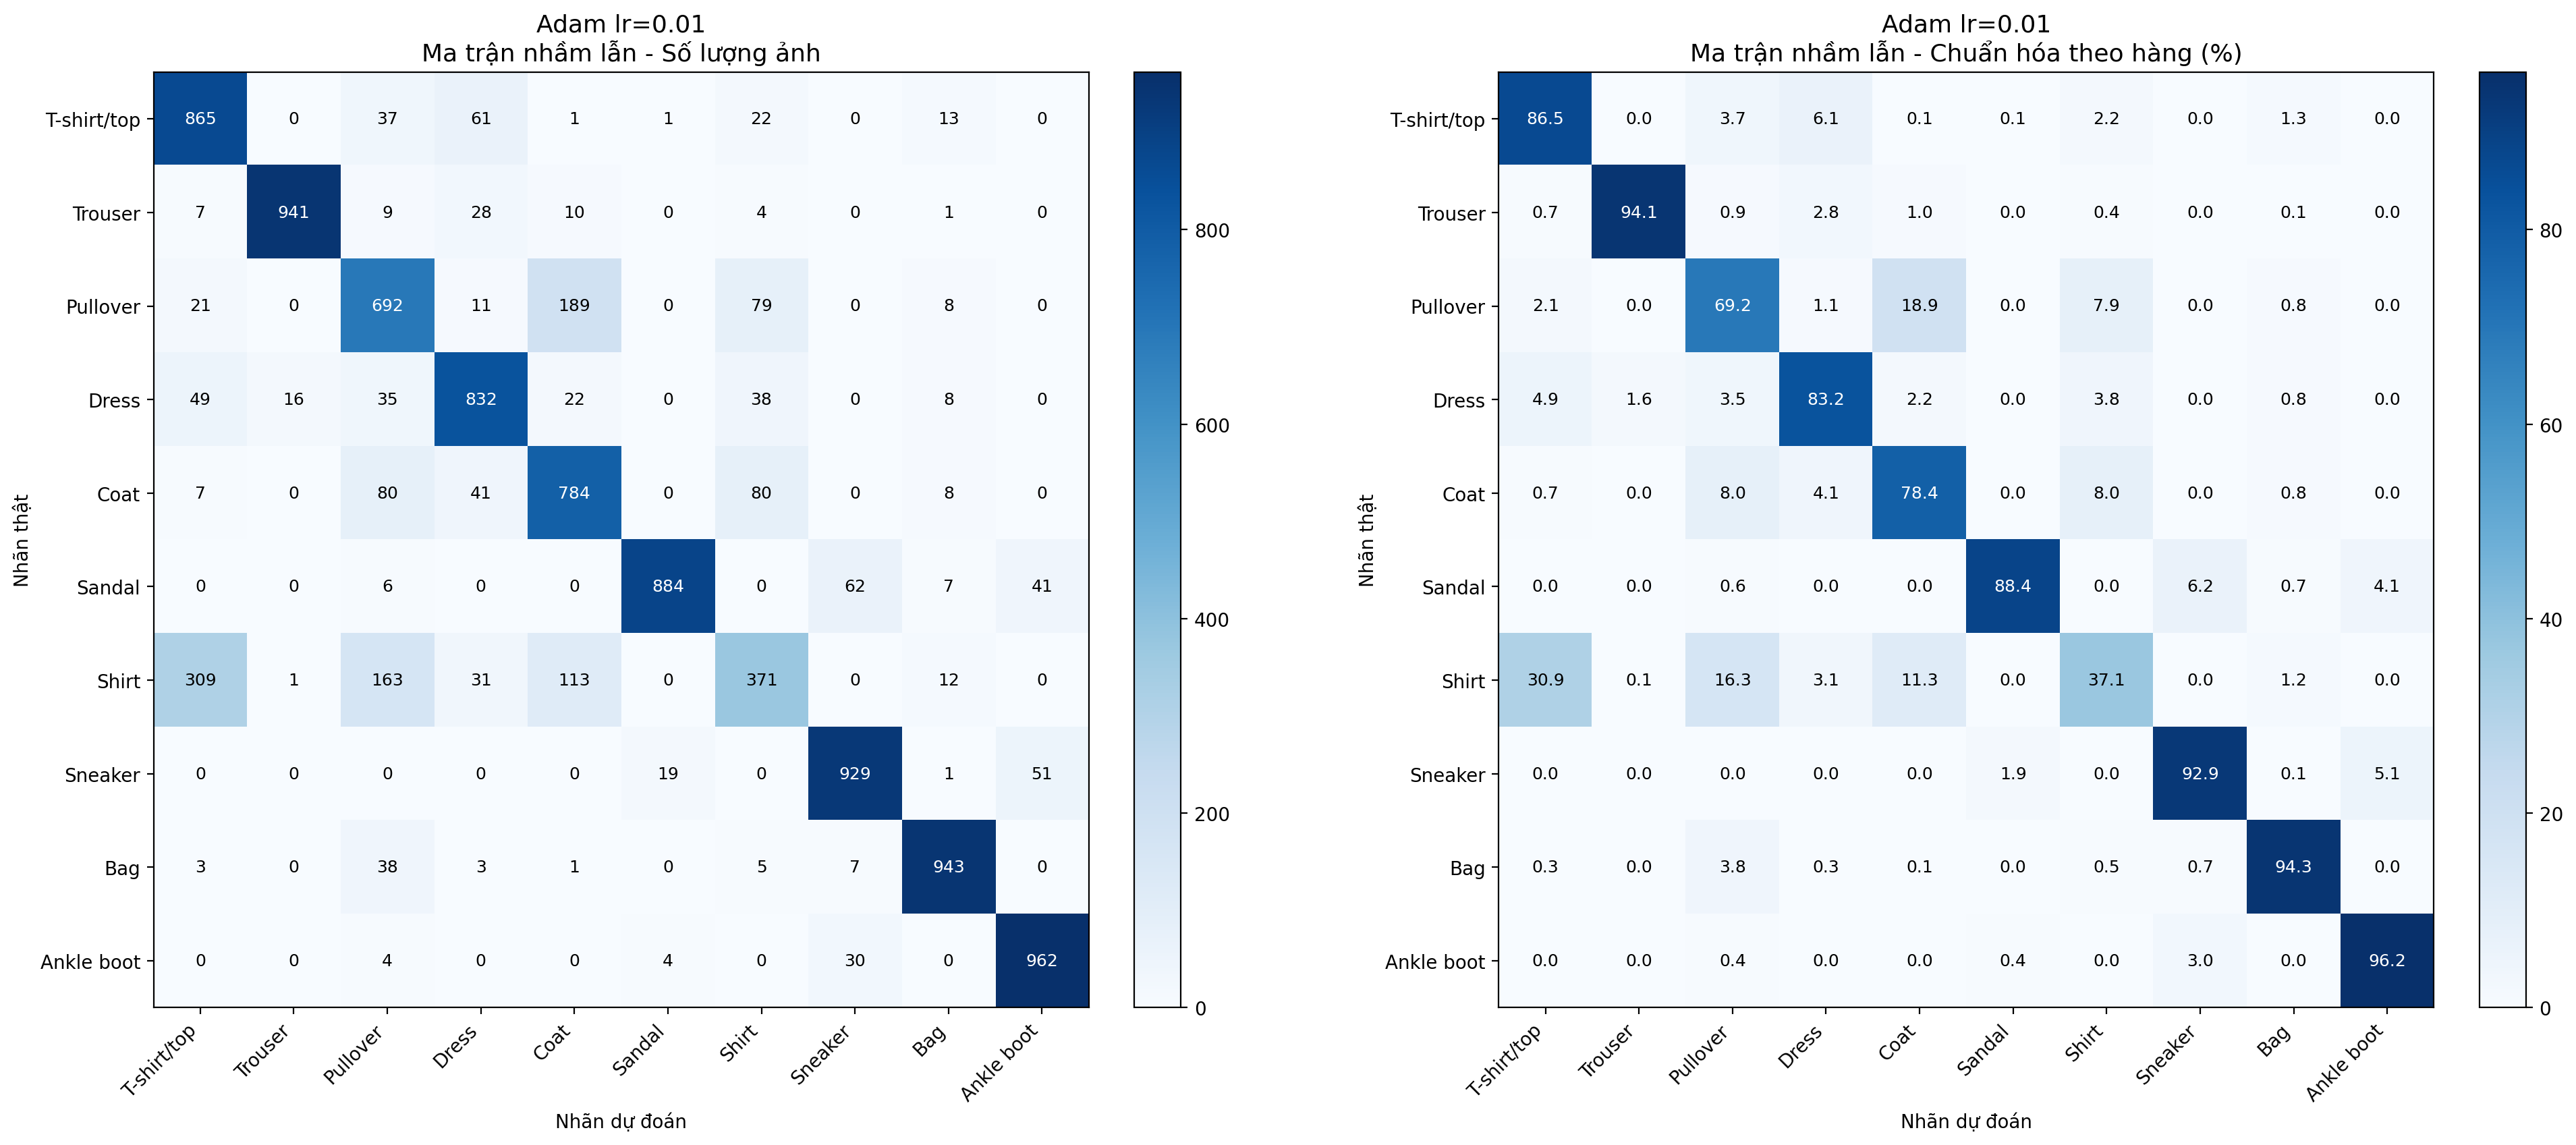 Adam lr=0.01
Ma trận nhầm lẫn - Số lượng ảnh
T-shirt/top 865 0 37 61 1 1 22 0 13 0
Trouser 7 941 9 28 10 0 4 0 1 0
Pullover 21 0 692 11 189 0 79 0 8 0
Dress 49 16 35 832 22 0 38 0 8 0
Coat 7 0 80 41 784 0 80 0 8 0
Sandal 0 0 6 0 0 884 0 62 7 41
Shirt 309 1 163 31 113 0 371 0 12 0
Sneaker 0 0 0 0 0 19 0 929 1 51
Bag 3 0 38 3 1 0 5 7 943 0
Ankle boot 0 0 4 0 0 4 0 30 0 962
Nhãn thật
T-shirt/top Trouser Pullover Dress Coat Sandal Shirt Sneaker Bag Ankle boot
Nhãn dự đoán
800
600
400
200
0
Adam lr=0.01
Ma trận nhầm lẫn - Chuẩn hóa theo hàng (%)
T-shirt/top 86.5 0.0 3.7 6.1 0.1 0.1 2.2 0.0 1.3 0.0
Trouser 0.7 94.1 0.9 2.8 1.0 0.0 0.4 0.0 0.1 0.0
Pullover 2.1 0.0 69.2 1.1 18.9 0.0 7.9 0.0 0.8 0.0
Dress 4.9 1.6 3.5 83.2 2.2 0.0 3.8 0.0 0.8 0.0
Coat 0.7 0.0 8.0 4.1 78.4 0.0 8.0 0.0 0.8 0.0
Sandal 0.0 0.0 0.6 0.0 0.0 88.4 0.0 6.2 0.7 4.1
Shirt 30.9 0.1 16.3 3.1 11.3 0.0 37.1 0.0 1.2 0.0
Sneaker 0.0 0.0 0.0 0.0 0.0 1.9 0.0 92.9 0.1 5.1
Bag 0.3 0.0 3.8 0.3 0.1 0.0 0.5 0.7 94.3 0.0
Ankle boot 0.0 0.0 0.4 0.0 0.0 0.4 0.0 3.0 0.0 96.2
Nhãn thật
T-shirt/top Trouser Pullover Dress Coat Sandal Shirt Sneaker Bag Ankle boot
Nhãn dự đoán
80
60
40
20
0